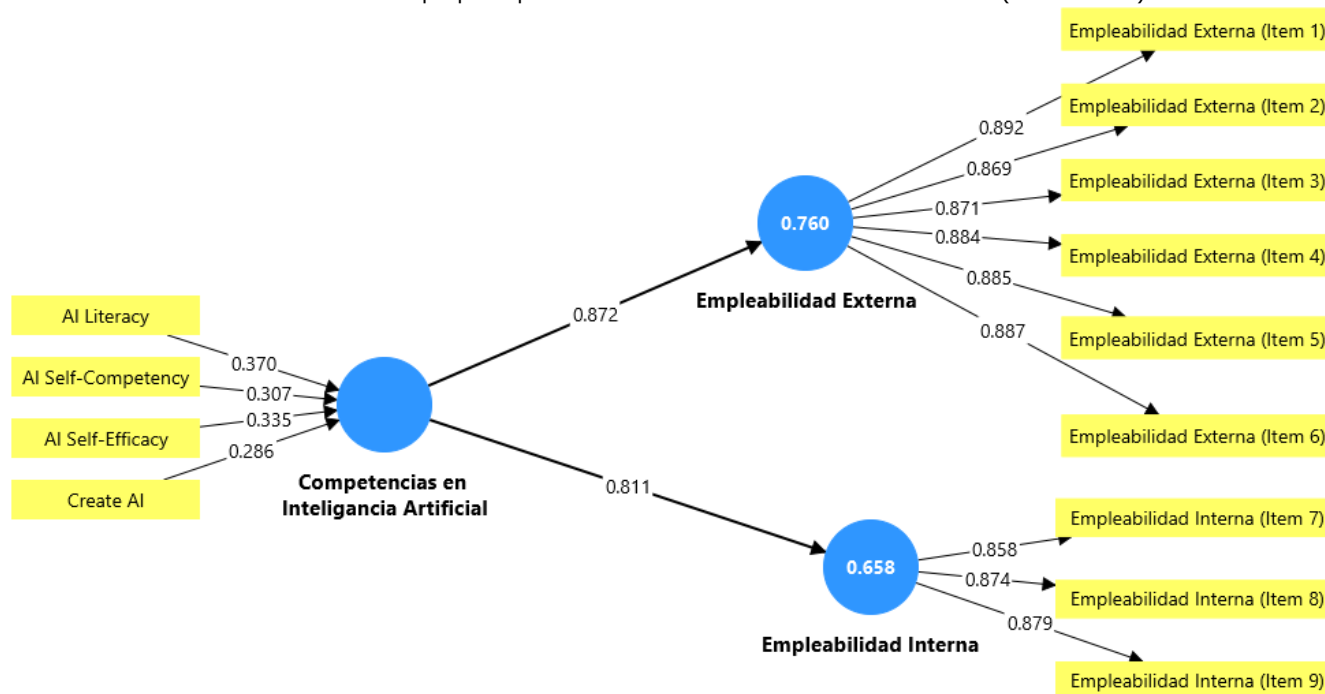 Empleabilidad Externa (Item 1)
Empleabilidad Externa (Item 2)
0.892
0.869
Empleabilidad Externa (Item 3)
0.871
0.760
0.884
Empleabilidad Externa (Item 4)
0.885
Empleabilidad Externa
0.887
Empleabilidad Externa (Item 5)
0.872
AI Literacy
0.370
AI Self-Competency
0.307
0.335
AI Self-Efficacy
0.286
Create AI
Empleabilidad Externa (Item 6)
Competencias en
Inteligancia Artificial
0.811
Empleabilidad Interna (Item 7)
0.858
0.658
0.874
Empleabilidad Interna (Item 8)
0.879
Empleabilidad Interna
Empleabilidad Interna (Item 9)